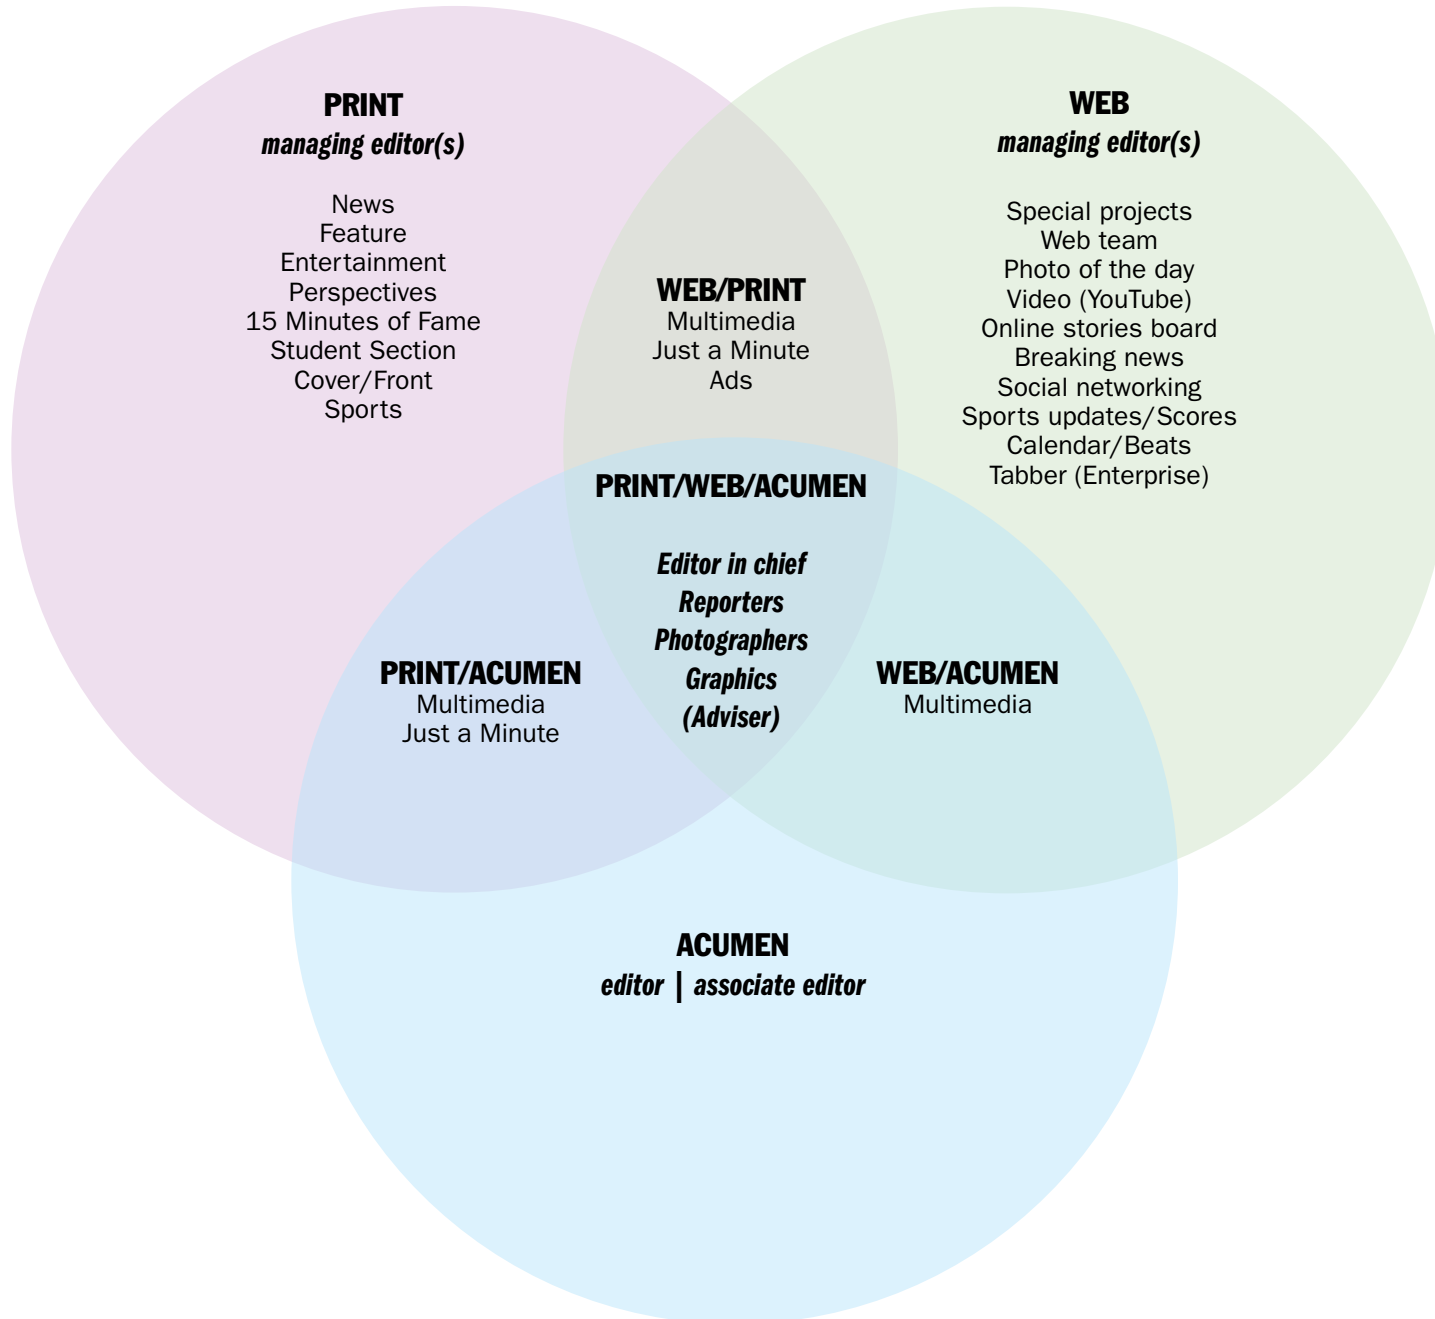 PRINT
managing editor(s)
News
Feature
Entertainment
Perspectives
15 Minutes of Fame
Student Section
Cover/Front
Sports
WEB
managing editor(s)
Special projects
Web team
Photo of the day
Video (YouTube)
Online stories board
Breaking news
Social networking
Sports updates/Scores
Calendar/Beats
Tabber (Enterprise)
WEB/PRINT
Multimedia
Just a Minute
Ads
PRINT/WEB/ACUMEN
Editor in chief
Reporters
Photographers
Graphics
(Adviser)
PRINT/ACUMEN
Multimedia
Just a Minute
WEB/ACUMEN
Multimedia
ACUMEN
editor | associate editor